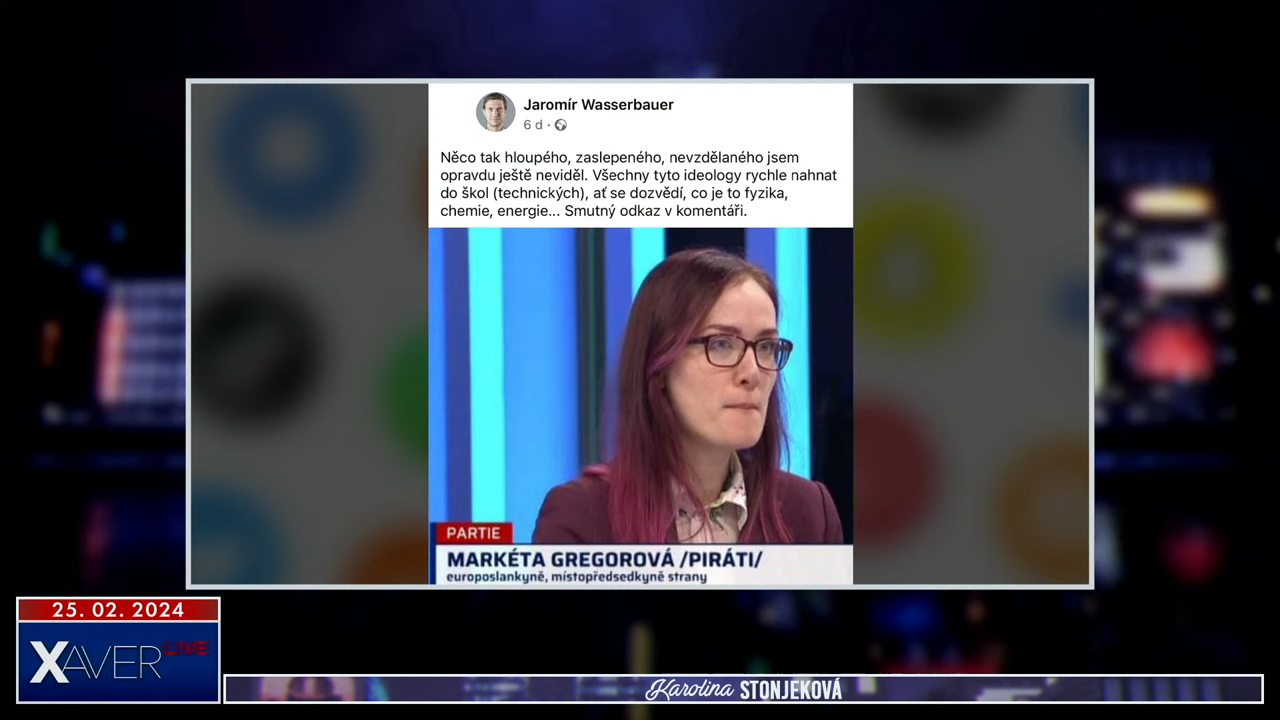 Jaromír Wasserbauer
6 d ·
Něco tak hloupého, zaslepeného, nevzdělaného jsem
opravdu ještě neviděl. Všechny tyto ideology rychle nahnat
do škol (technických), ať se dozvědí, co je to fyzika,
chemie, energie... Smutný odkaz v komentáři.
PARTIE
MARKÉTA GREGOROVÁ /PIRÁTI/
europoslankyně, místopředsedkyně strany
25. 02. 2024
XAVER LIVE
Karolina STONJEKOVÁ